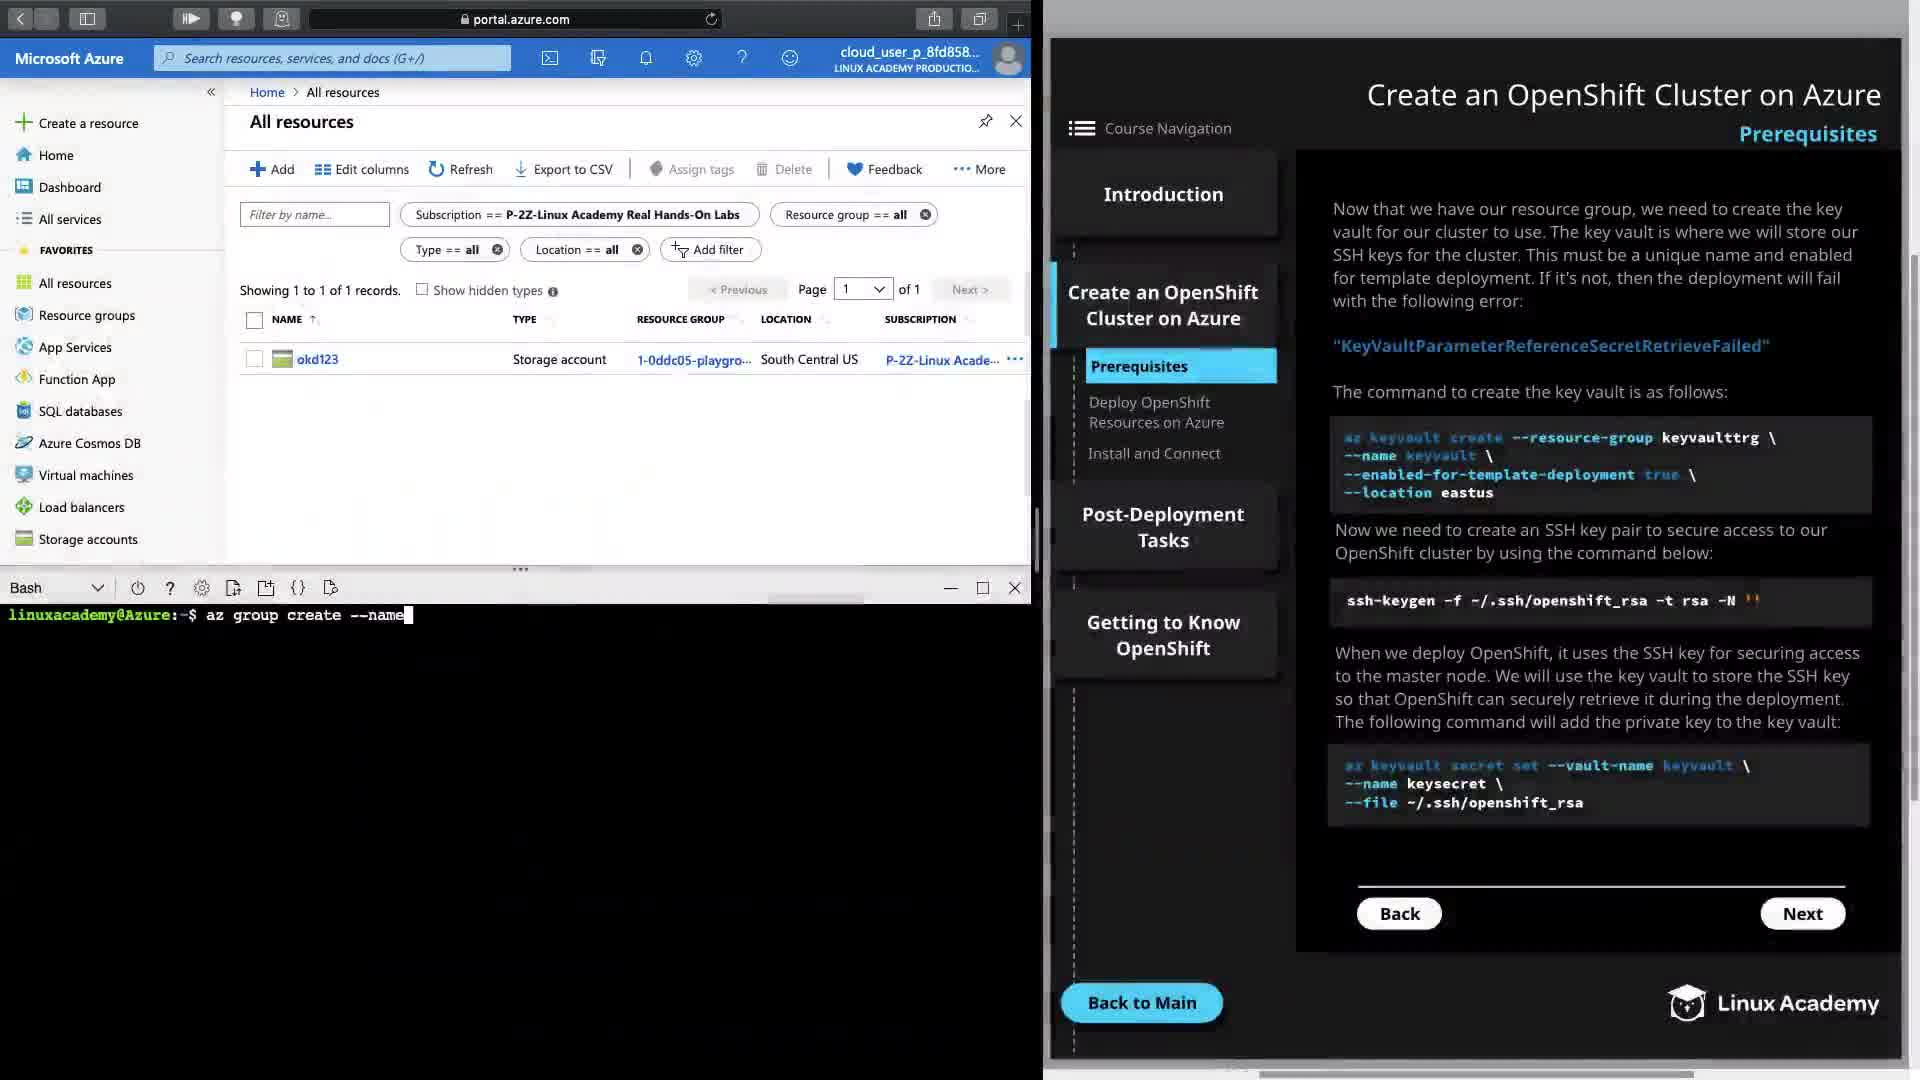 portal.azure.com
Microsoft Azure
Search resources, services, and docs (G+/)
cloud_user_p_8fd858...
LINUX ACADEMY PRODUCTIO...
Create a resource
Home
Dashboard
All services
FAVORITES
All resources
Resource groups
App Services
Function App
SQL databases
Azure Cosmos DB
Virtual machines
Load balancers
Storage accounts
Home > All resources
All resources
Add Edit columns Refresh Export to CSV Assign tags Delete Feedback More
Filter by name...
Subscription == P-2Z-Linux Academy Real Hands-On Labs
Resource group == all
Type == all
Location == all
Add filter
Showing 1 to 1 of 1 records.
Show hidden types
< Previous
Page 1 of 1
Next >
NAME ↑ TYPE RESOURCE GROUP LOCATION SUBSCRIPTION
okd123 Storage account 1-0ddc05-playgro... South Central US P-2Z-Linux Acade...
Bash
linuxacademy@Azure:~$ az group create --name
Create an OpenShift Cluster on Azure
Prerequisites
Course Navigation
Introduction
Create an OpenShift
Cluster on Azure
Prerequisites
Deploy OpenShift
Resources on Azure
Install and Connect
Post-Deployment
Tasks
Getting to Know
OpenShift
Back to Main
Now that we have our resource group, we need to create the key
vault for our cluster to use. The key vault is where we will store our
SSH keys for the cluster. This must be a unique name and enabled
for template deployment. If it's not, then the deployment will fail
with the following error:
"KeyVaultParameterReferenceSecretRetrieveFailed"
The command to create the key vault is as follows:
az keyvault create --resource-group keyvaulttrg \
--name keyvault \
--enabled-for-template-deployment true \
--location eastus
Now we need to create an SSH key pair to secure access to our
OpenShift cluster by using the command below:
ssh-keygen -f ~/.ssh/openshift_rsa -t rsa -N ''
When we deploy OpenShift, it uses the SSH key for securing access
to the master node. We will use the key vault to store the SSH key
so that OpenShift can securely retrieve it during the deployment.
The following command will add the private key to the key vault:
az keyvault secret set --vault-name keyvault \
--name keysecret \
--file ~/.ssh/openshift_rsa
Back
Next
Linux Academy